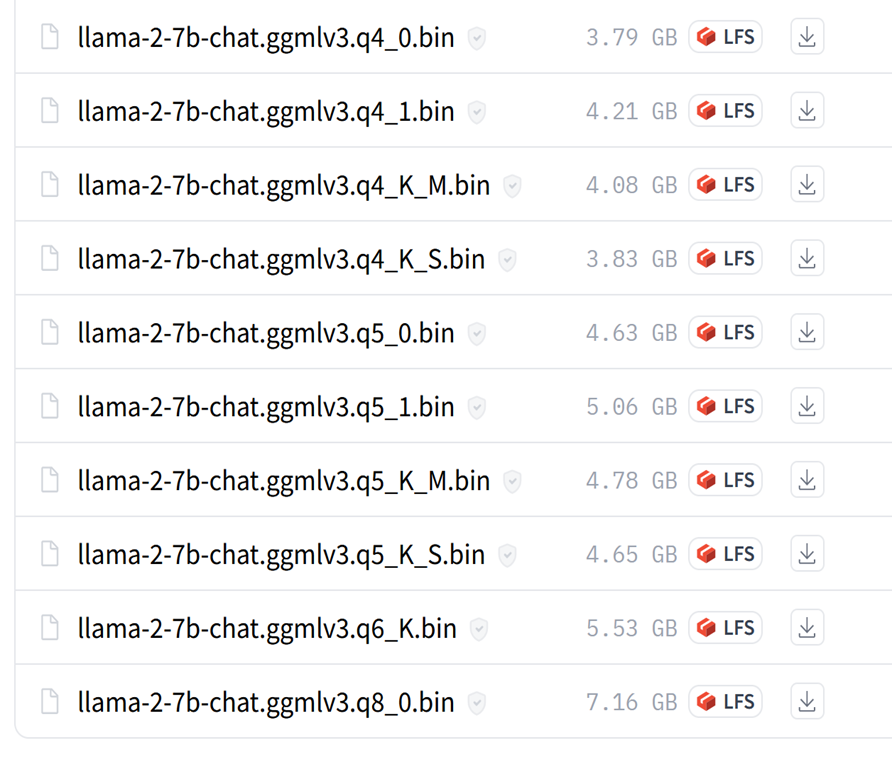 llama-2-7b-chat.ggmlv3.q4_0.bin 3.79 GB LFS
llama-2-7b-chat.ggmlv3.q4_1.bin 4.21 GB LFS
llama-2-7b-chat.ggmlv3.q4_K_M.bin 4.08 GB LFS
llama-2-7b-chat.ggmlv3.q4_K_S.bin 3.83 GB LFS
llama-2-7b-chat.ggmlv3.q5_0.bin 4.63 GB LFS
llama-2-7b-chat.ggmlv3.q5_1.bin 5.06 GB LFS
llama-2-7b-chat.ggmlv3.q5_K_M.bin 4.78 GB LFS
llama-2-7b-chat.ggmlv3.q5_K_S.bin 4.65 GB LFS
llama-2-7b-chat.ggmlv3.q6_K.bin 5.53 GB LFS
llama-2-7b-chat.ggmlv3.q8_0.bin 7.16 GB LFS